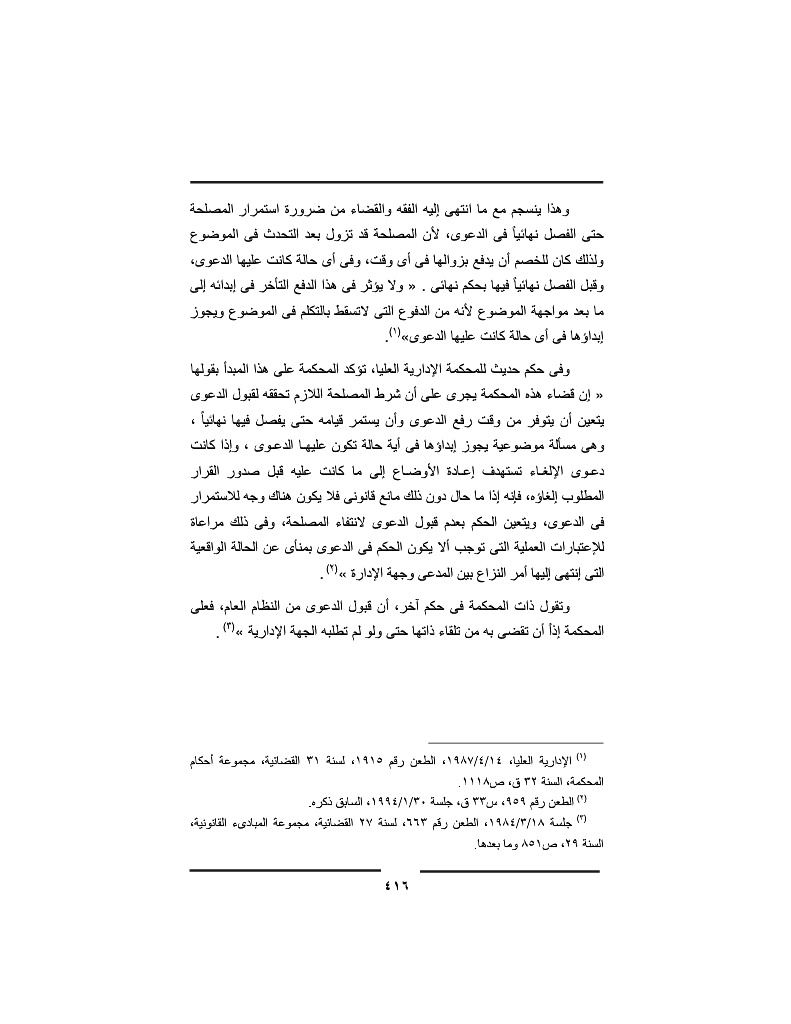 وهذا ينسجم مع ما انتهى إليه الفقه والقضاء من ضرورة استمرار المصلحة
حتى الفصل نهائياً فى الدعوى، لأن المصلحة قد تزول بعد التحدث فى الموضوع
ولذلك كان للخصم أن يدفع بزوالها فى أى وقت، وفى أى حالة كانت عليها الدعوى،
وقبل الفصل نهائياً فيها بحكم نهائى . « ولا يؤثر فى هذا الدفع التأخر فى إبدائه إلى
ما بعد مواجهة الموضوع لأنه من الدفوع التى لاتسقط بالتكلم فى الموضوع ويجوز
إبداؤها فى أى حالة كانت عليها الدعوى»(١).
وفى حكم حديث للمحكمة الإدارية العليا، تؤكد المحكمة على هذا المبدأ بقولها
« إن قضاء هذه المحكمة يجرى على أن شرط المصلحة اللازم تحققه لقبول الدعوى
يتعين أن يتوفر من وقت رفع الدعوى وأن يستمر قيامه حتى يفصل فيها نهائياً ،
وهى مسألة موضوعية يجوز إبداؤها فى أية حالة تكون عليهـا الدعـوى ، وإذا كانت
دعـوى الإلغـاء تستهدف إعـادة الأوضـاع إلى ما كانت عليه قبل صدور القرار
المطلوب إلغاؤه، فإنه إذا ما حال دون ذلك مانع قانونى فلا يكون هناك وجه للاستمرار
فى الدعوى، ويتعين الحكم بعدم قبول الدعوى لانتفاء المصلحة، وفى ذلك مراعاة
للإعتبارات العملية التى توجب ألا يكون الحكم فى الدعوى بمنأى عن الحالة الواقعية
التى إنتهى إليها أمر النزاع بين المدعى وجهة الإدارة »(٢) .
وتقول ذات المحكمة فى حكم آخر، أن قبول الدعوى من النظام العام، فعلى
المحكمة إذاً أن تقضى به من تلقاء ذاتها حتى ولو لم تطلبه الجهة الإدارية »(٣) .
(١) الإدارية العليا، ١٩٨٧/٤/١٤، الطعن رقم ١٩١٥، لسنة ٣١ القضائية، مجموعة أحكام
المحكمة، السنة ٣٢ ق، ص١١١٨.
(٢) الطعن رقم ٩٥٩، س٣٣ ق، جلسة ١٩٩٤/١/٣٠، السابق ذكره.
(٣) جلسة ١٩٨٤/٣/١٨، الطعن رقم ٦٦٣، لسنة ٢٧ القضائية، مجموعة المبادىء القانونية،
السنة ٢٩، ص٨٥١ وما بعدها.
٤١٦